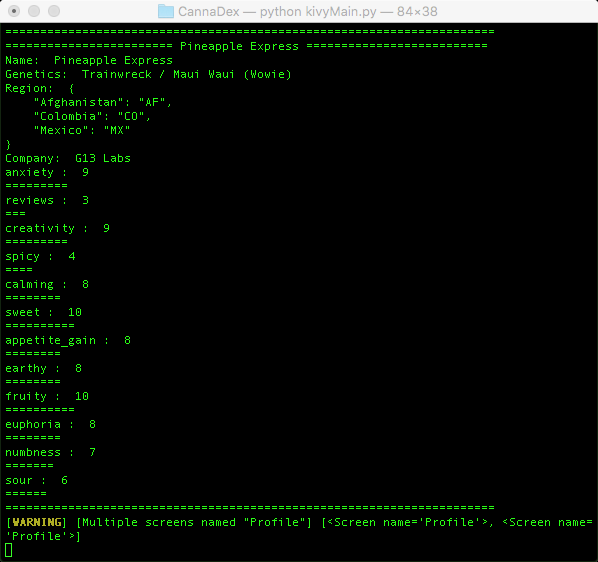 CannaDex — python kivyMain.py — 84×38
======================================================================
======================== Pineapple Express ==========================
Name:  Pineapple Express
Genetics:  Trainwreck / Maui Waui (Wowie)
Region:  {
    "Afghanistan": "AF",
    "Colombia": "CO",
    "Mexico": "MX"
}
Company:  G13 Labs
anxiety :  9
=========
reviews :  3
===
creativity :  9
=========
spicy :  4
====
calming :  8
========
sweet :  10
==========
appetite_gain :  8
========
earthy :  8
========
fruity :  10
==========
euphoria :  8
========
numbness :  7
=======
sour :  6
======
======================================================================
[WARNING] [Multiple screens named "Profile"] [<Screen name='Profile'>, <Screen name=
'Profile'>]